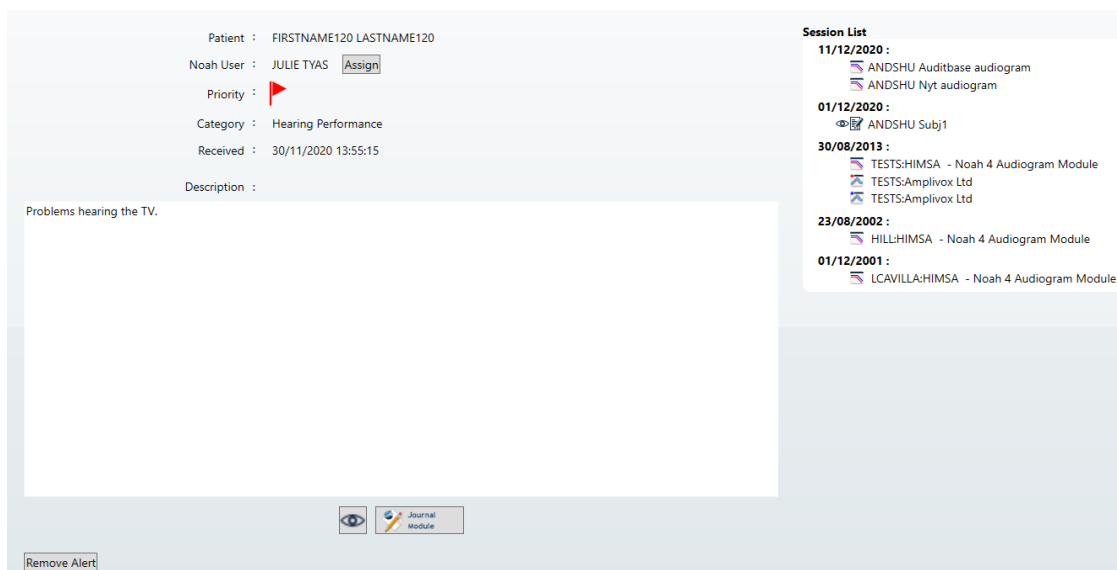 Patient : FIRSTNAME120 LASTNAME120
Noah User : JULIE TYAS Assign
Priority :
Category : Hearing Performance
Received : 30/11/2020 13:55:15
Description :
Problems hearing the TV.
Journal
Module
Remove Alert
Session List
11/12/2020 :
ANDSHU Auditbase audiogram
ANDSHU Nyt audiogram
01/12/2020 :
ANDSHU Subj1
30/08/2013 :
TESTS:HIMSA - Noah 4 Audiogram Module
TESTS:Amplivox Ltd
TESTS:Amplivox Ltd
23/08/2002 :
HILL:HIMSA - Noah 4 Audiogram Module
01/12/2001 :
LCAVILLA:HIMSA - Noah 4 Audiogram Module